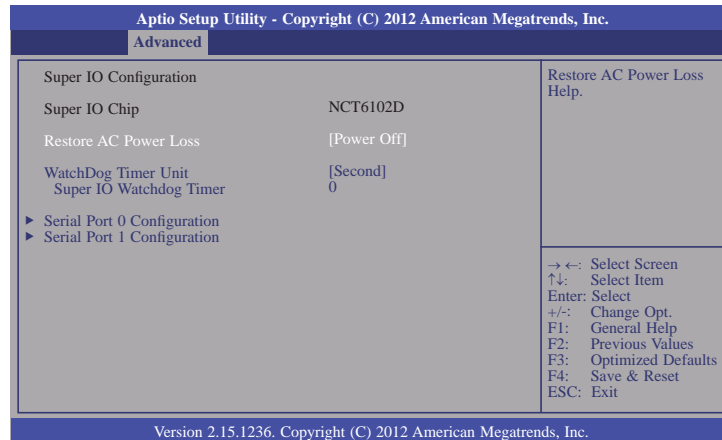 Aptio Setup Utility - Copyright (C) 2012 American Megatrends, Inc.
Advanced
Super IO Configuration
Super IO Chip NCT6102D
Restore AC Power Loss [Power Off]
WatchDog Timer Unit [Second]
Super IO Watchdog Timer 0
▶ Serial Port 0 Configuration
▶ Serial Port 1 Configuration
Restore AC Power Loss
Help.
→ ←: Select Screen
↑↓: Select Item
Enter: Select
+/-: Change Opt.
F1: General Help
F2: Previous Values
F3: Optimized Defaults
F4: Save & Reset
ESC: Exit
Version 2.15.1236. Copyright (C) 2012 American Megatrends, Inc.